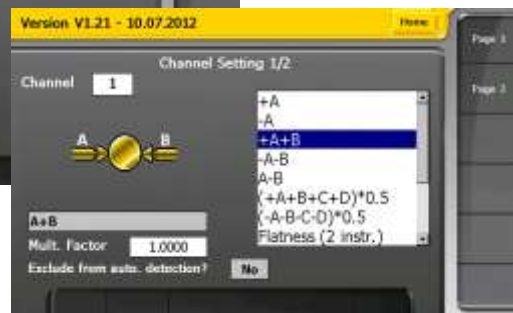 Version V1.21 - 10.07.2012
Home
Page 1
Page 2
Channel Setting 1/2
Channel 1
A B
+A
-A
+A+B
-A-B
A-B
(+A+B+C+D)*0.5
(-A-B-C-D)*0.5
Flatness (2 instr.)
A+B
Mult. Factor 1.0000
Exclude from auto. detection? No